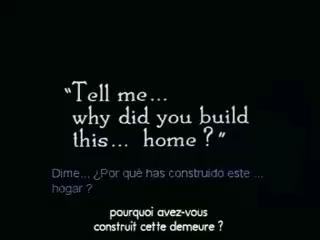 "Tell me...
why did you build
this... home?"
Dime... ¿Por qué has construido este ...
hogar ?
pourquoi avez-vous
construit cette demeure ?